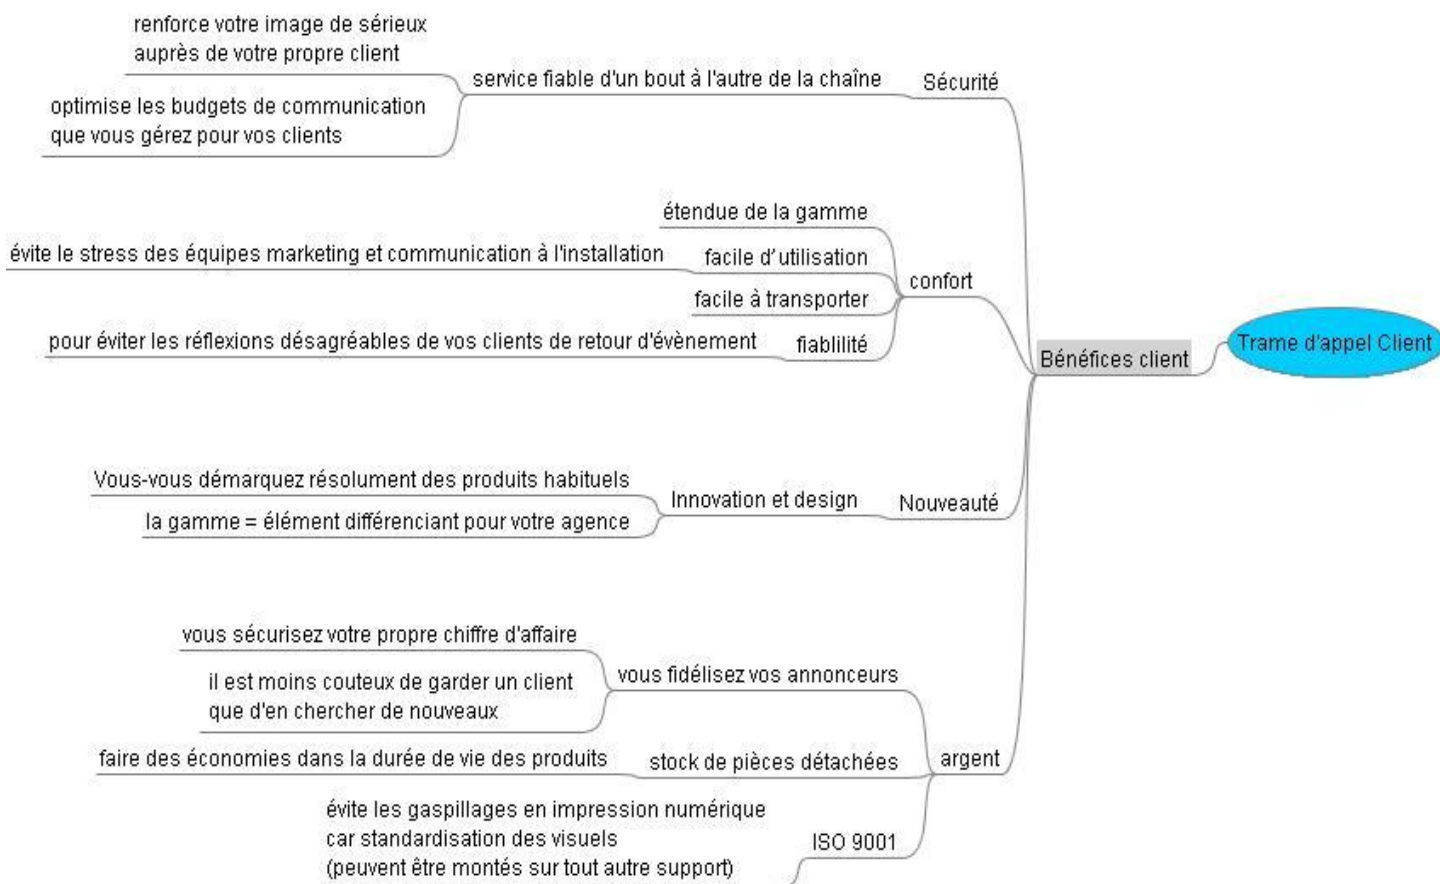 renforce votre image de sérieux
auprès de votre propre client
service fiable d'un bout à l'autre de la chaîne
Sécurité
optimise les budgets de communication
que vous gérez pour vos clients
étendue de la gamme
évite le stress des équipes marketing et communication à l'installation
facile d'utilisation
confort
facile à transporter
pour éviter les réflexions désagréables de vos clients de retour d'évènement
fiablilité
Bénéfices client
Trame d'appel Client
Vous-vous démarquez résolument des produits habituels
Innovation et design
Nouveauté
la gamme = élément différenciant pour votre agence
vous sécurisez votre propre chiffre d'affaire
vous fidélisez vos annonceurs
il est moins couteux de garder un client
que d'en chercher de nouveaux
faire des économies dans la durée de vie des produits
stock de pièces détachées
argent
évite les gaspillages en impression numérique
car standardisation des visuels
(peuvent être montés sur tout autre support)
ISO 9001